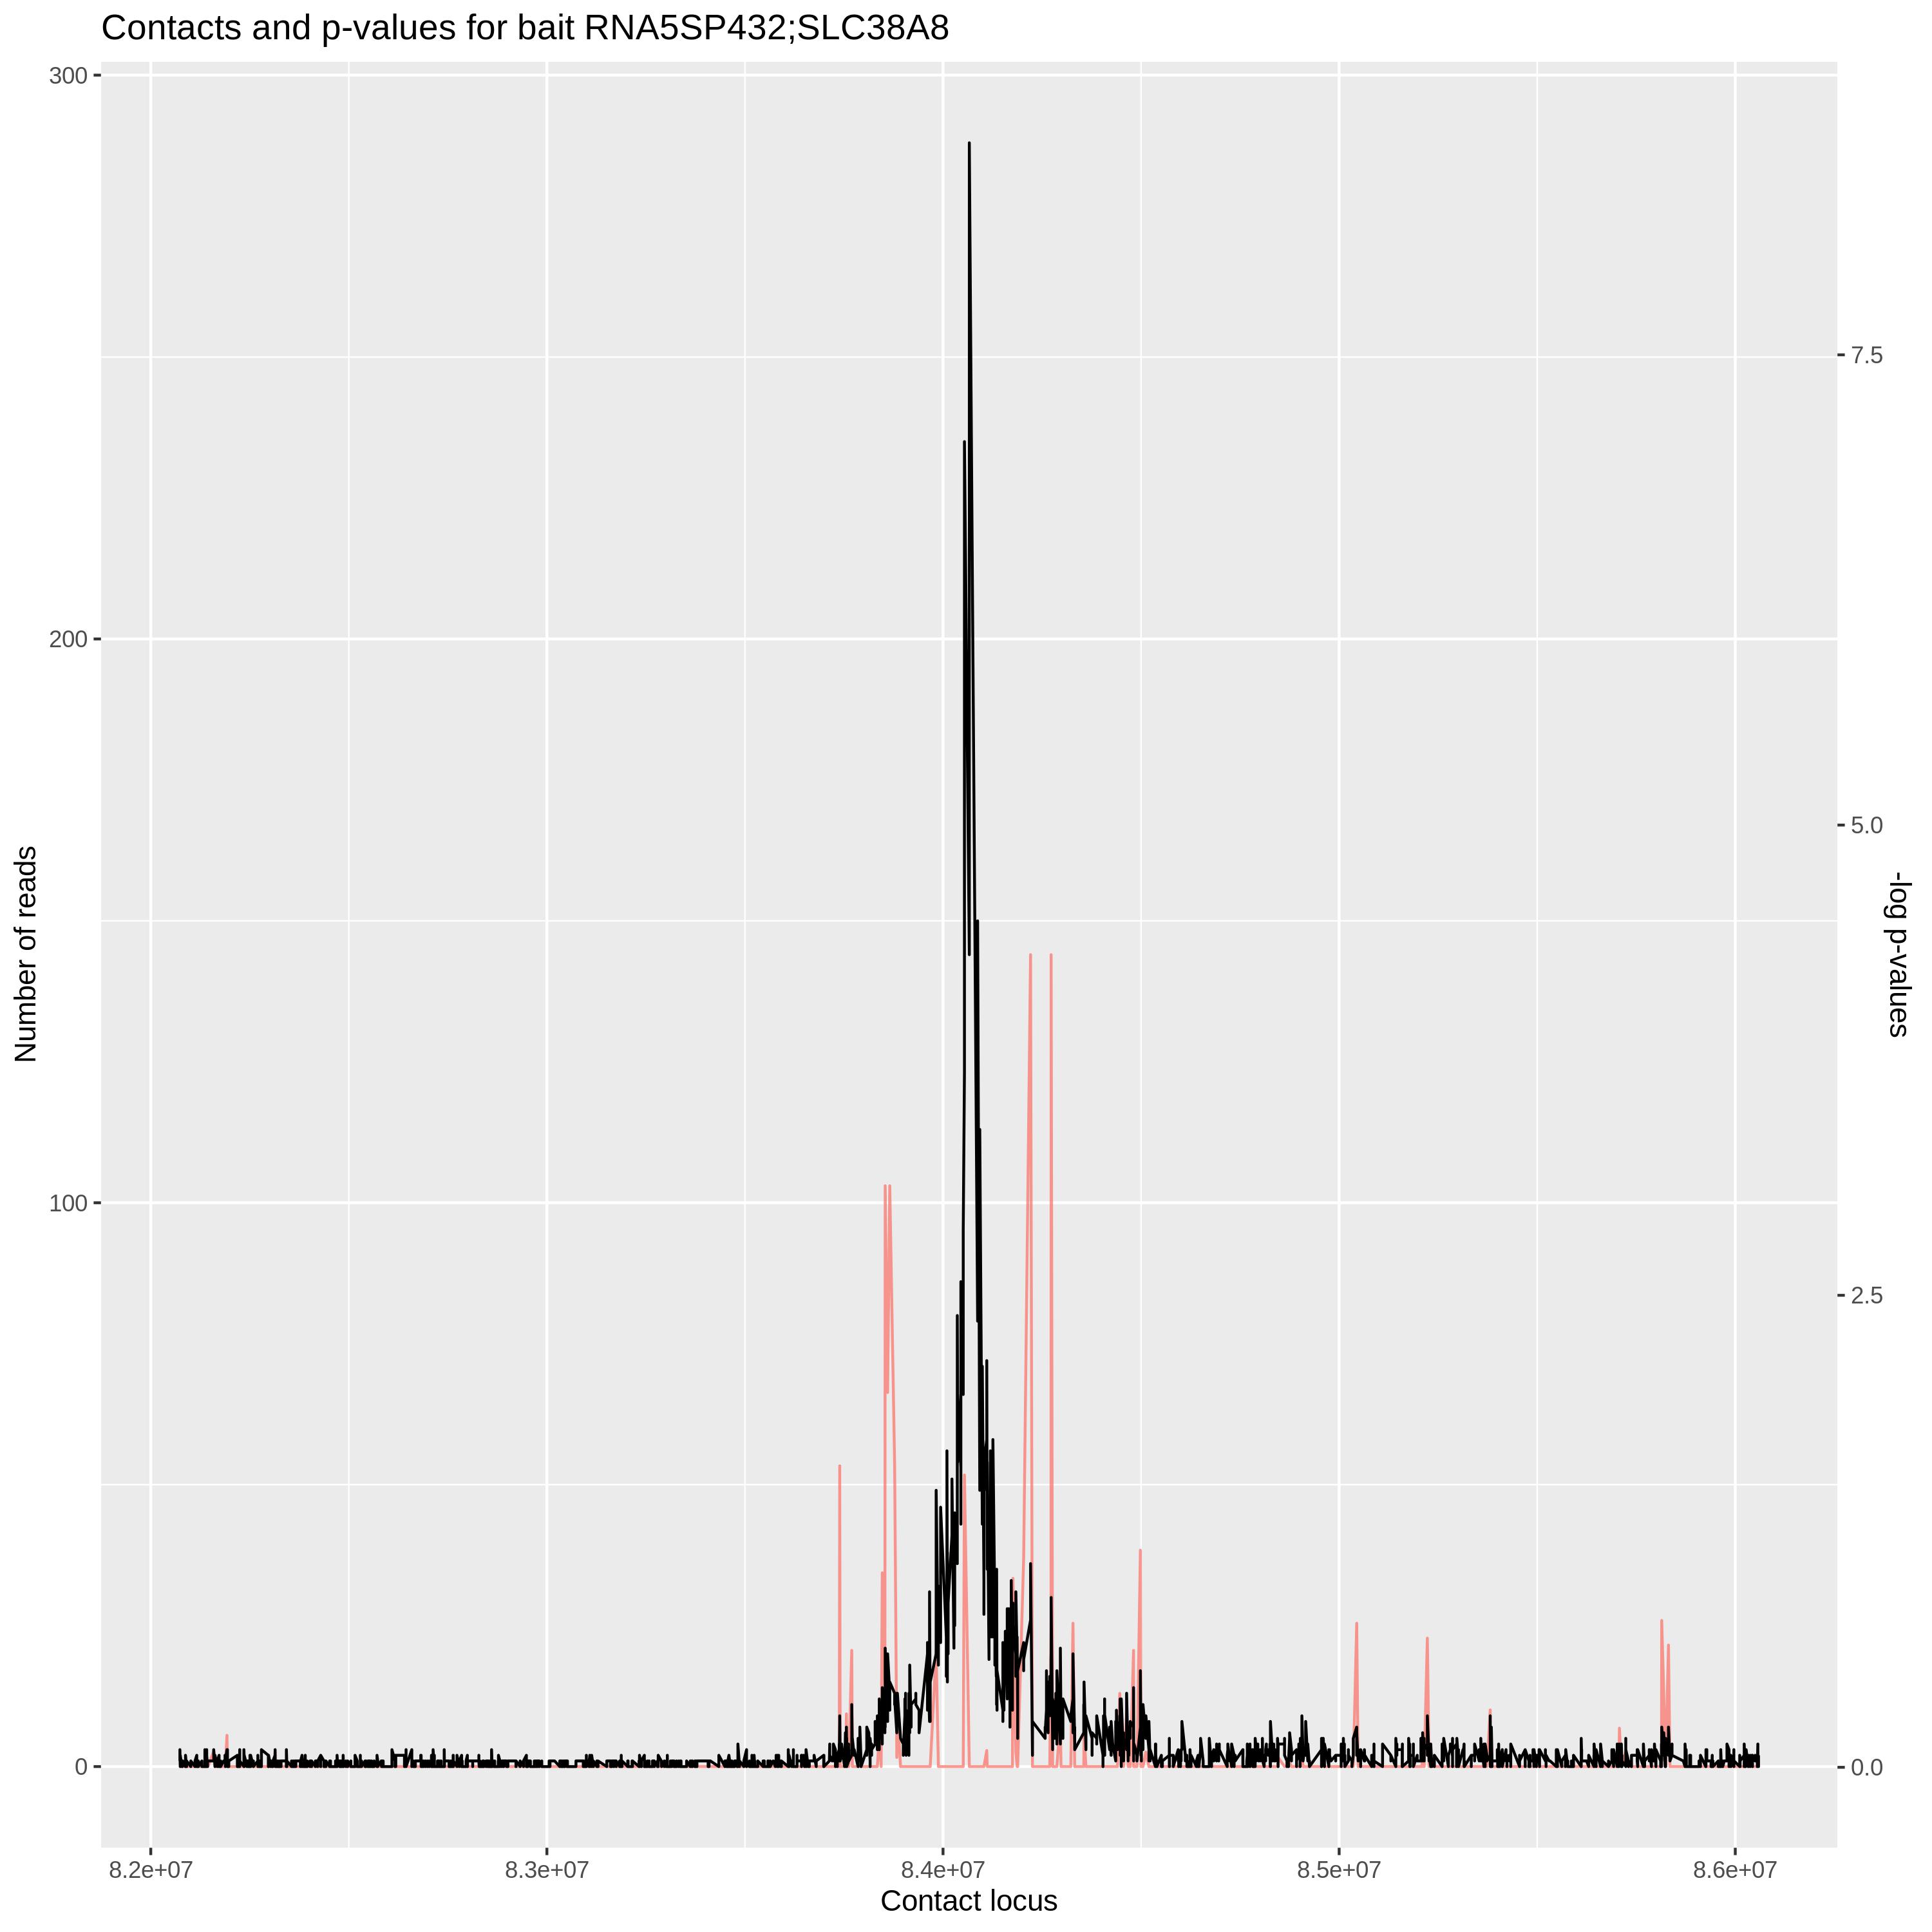 Contacts and p-values for bait RNA5SP432;SLC38A8
300
200
100
0
Number of reads
7.5
5.0
2.5
0.0
-log p-values
8.2e+07 8.3e+07 8.4e+07 8.5e+07 8.6e+07
Contact locus